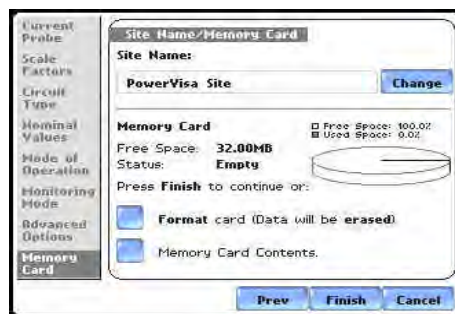 Current
Probe
Scale
Factors
Circuit
Type
Nominal
Values
Mode of
Operation
Monitoring
Mode
Advanced
Options
Memory
Card
Site Name/Memory Card
Site Name:
PowerVisa Site
Change
Memory Card
Free Space: 100.0%
Used Space: 0.0%
Free Space: 32.00MB
Status: Empty
Press Finish to continue or:
Format card (Data will be erased)
Memory Card Contents.
Prev Finish Cancel